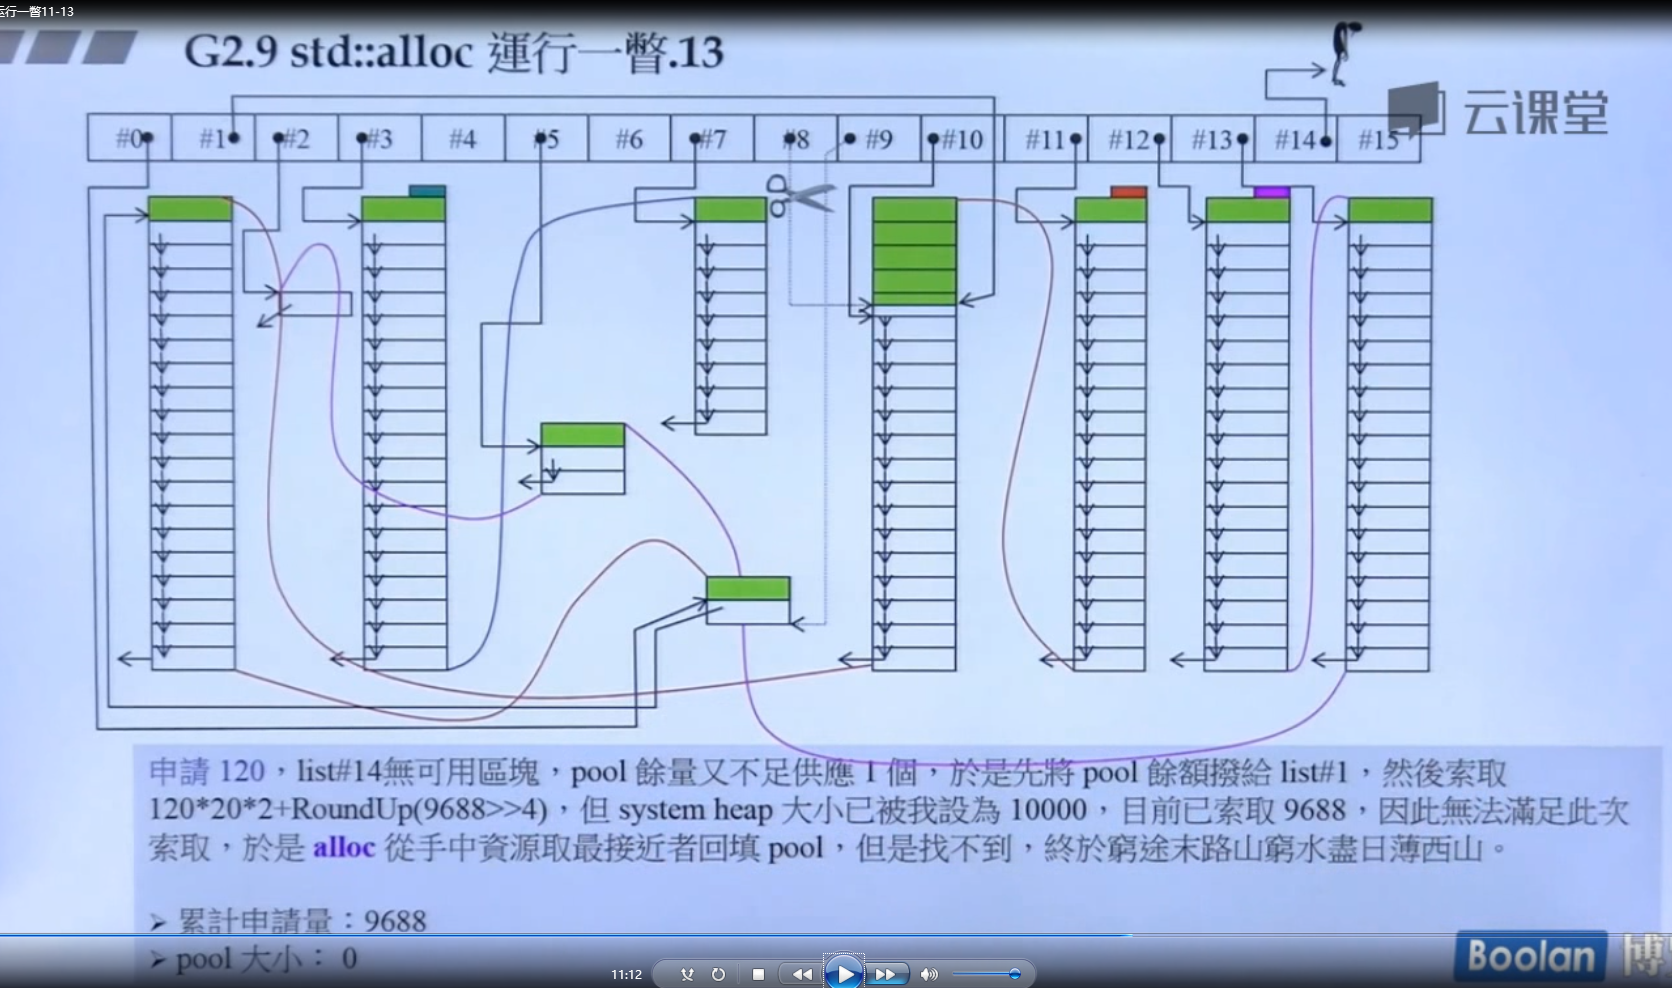 运行一瞥11-13
G2.9 std::alloc 運行一瞥.13
云课堂
#0 #1 #2 #3 #4 #5 #6 #7 #8 #9 #10 #11 #12 #13 #14 #15
申請 120，list#14無可用區塊，pool 餘量又不足供應 1 個，於是先將 pool 餘額撥給 list#1，然後索取
120*20*2+RoundUp(9688>>4)，但 system heap 大小已被我設為 10000，目前已索取 9688，因此無法滿足此次
索取，於是 alloc 從手中資源取最接近者回填 pool，但是找不到，終於窮途末路山窮水盡日薄西山。
➢ 累計申請量：9688
➢ pool 大小： 0
Boolan 博
11:12